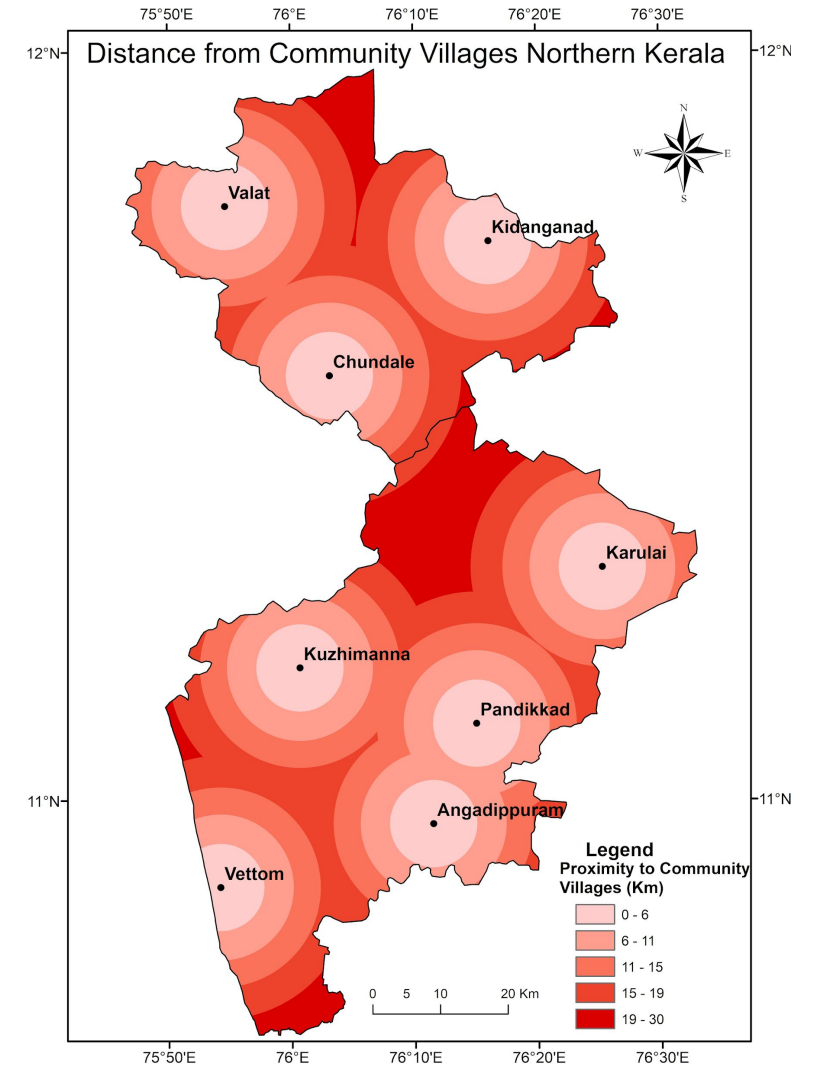 75°50'E 76°E 76°10'E 76°20'E 76°30'E
12°N 12°N
Distance from Community Villages Northern Kerala
N
W E
S
Valat
Kidanganad
Chundale
Karulai
Kuzhimanna
Pandikkad
11°N 11°N
Angadippuram
Vettom
Legend
Proximity to Community
Villages (Km)
0 - 6
6 - 11
11 - 15
15 - 19
19 - 30
0 5 10 20 Km
75°50'E 76°E 76°10'E 76°20'E 76°30'E